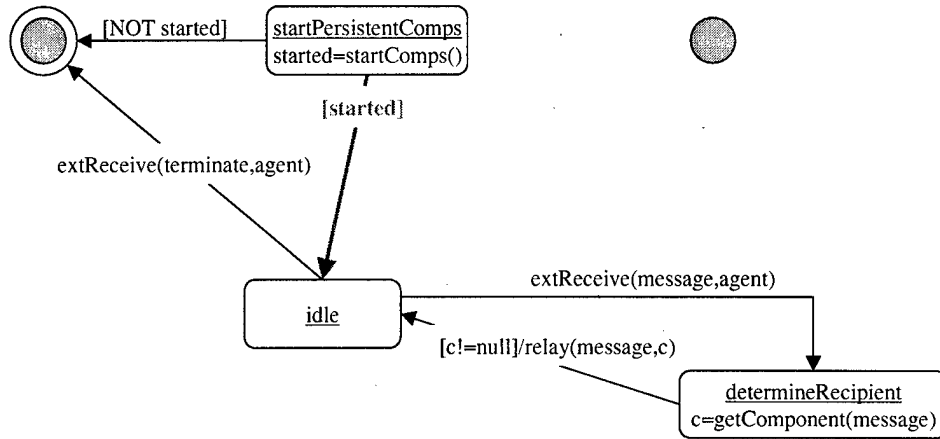 [NOT started]
startPersistentComps
started=startComps()
[started]
extReceive(terminate,agent)
extReceive(message,agent)
idle
[c!=null]/relay(message,c)
determineRecipient
c=getComponent(message)